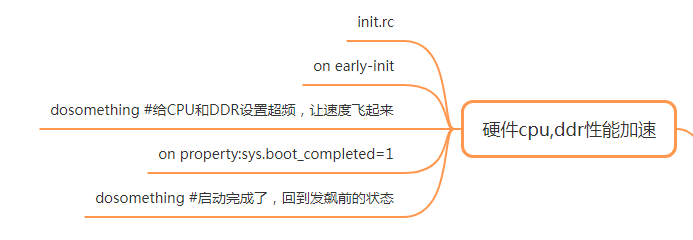 init.rc
on early-init
dosomething #给CPU和DDR设置超频，让速度飞起来
硬件cpu,ddr性能加速
on property:sys.boot_completed=1
dosomething #启动完成了，回到发飙前的状态